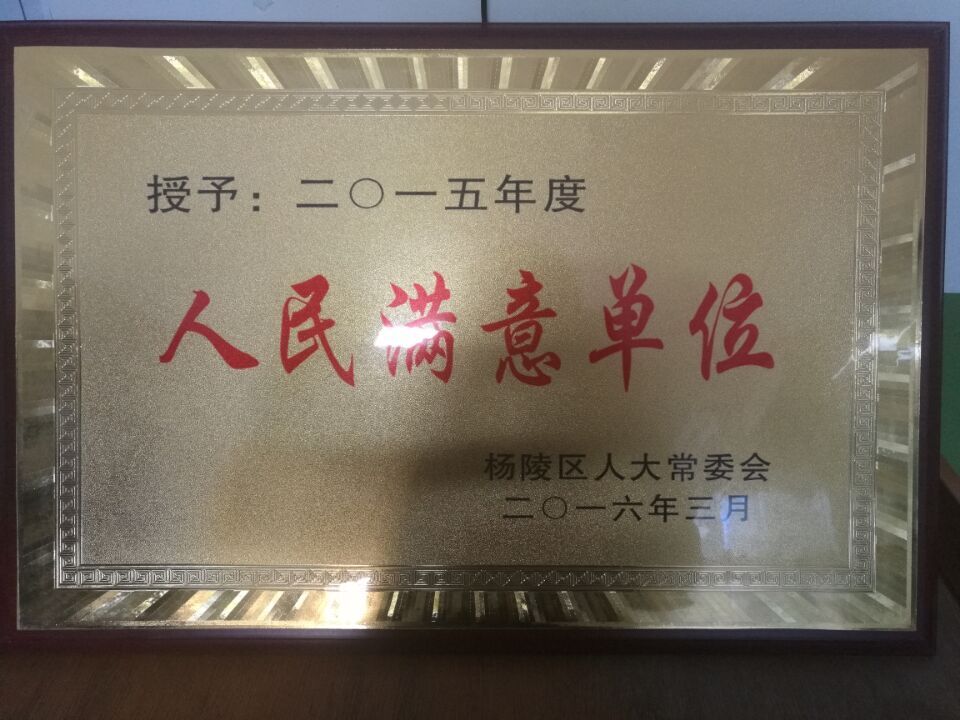 授予：二〇一五年度
人民满意单位
杨陵区人大常委会
二〇一六年三月